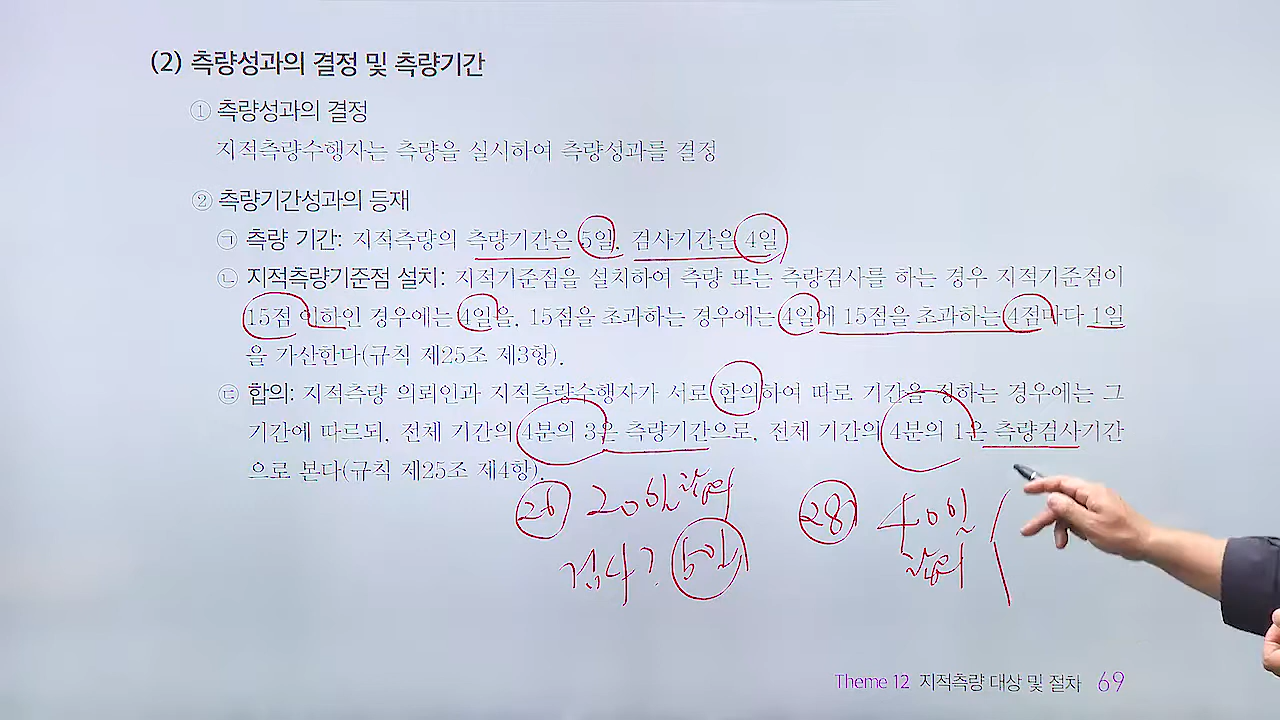 (2) 측량성과의 결정 및 측량기간
① 측량성과의 결정
지적측량수행자는 측량을 실시하여 측량성과를 결정
② 측량기간성과의 등재
㉠ 측량 기간: 지적측량의 측량기간은 5일, 검사기간은 4일
㉡ 지적측량기준점 설치: 지적기준점을 설치하여 측량 또는 측량검사를 하는 경우 지적기준점이
15점 이하인 경우에는 4일을, 15점을 초과하는 경우에는 4일에 15점을 초과하는 4점마다 1일
을 가산한다(규칙 제25조 제3항).
㉢ 합의: 지적측량 의뢰인과 지적측량수행자가 서로 합의하여 따로 기간을 정하는 경우에는 그
기간에 따르되, 전체 기간의 4분의 3은 측량기간으로, 전체 기간의 4분의 1은 측량검사기간
으로 본다(규칙 제25조 제4항).
26 20일 합의
검사? 5일
28 40일
합의
Theme 12 지적측량 대상 및 절차 69